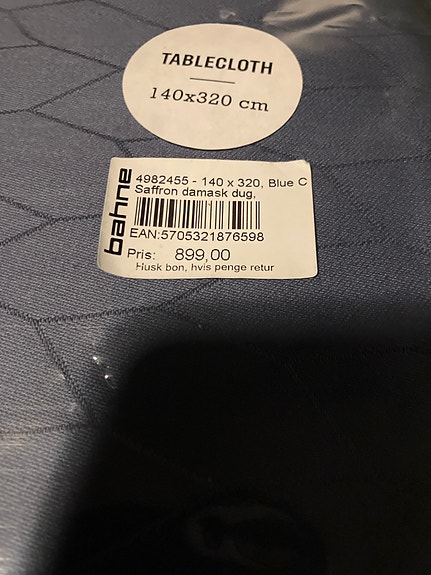 TABLECLOTH
140x320 cm
bahne
4982455 - 140 x 320, Blue C
Saffron damask dug,
EAN:5705321876598
Pris: 899,00
Husk bon, hvis penge retur